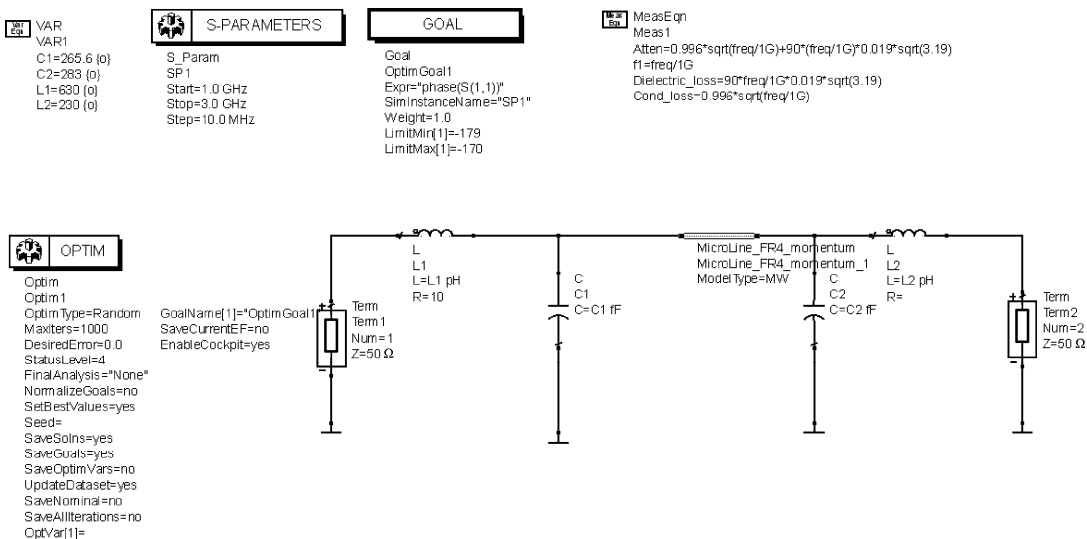 Var Eqn
VAR
VAR1
C1=265.6 {o}
C2=283 {o}
L1=630 {o}
L2=230 {o}
S-PARAMETERS
S_Param
SP1
Start=1.0 GHz
Stop=3.0 GHz
Step=10.0 MHz
GOAL
Goal
OptimGoal1
Expr="phase(S(1,1))"
SimInstanceName="SP1"
Weight=1.0
LimitMin[1]=-179
LimitMax[1]=-170
Meas Eqn
MeasEqn
Meas1
Atten=0.996*sqrt(freq/1G)+90*(freq/1G)*0.019*sqrt(3.19)
f1=freq/1G
Dielectric_loss=90*freq/1G*0.019*sqrt(3.19)
Cond_loss=0.996*sqrt(freq/1G)
OPTIM
Optim
Optim1
OptimType=Random
MaxIters=1000
DesiredError=0.0
StatusLevel=4
FinalAnalysis="None"
NormalizeGoals=no
SetBestValues=yes
Seed=
SaveSolns=yes
SaveGoals=yes
SaveOptimVars=no
UpdateDataset=yes
SaveNominal=no
SaveAllIterations=no
OptVar[1]=
GoalName[1]="OptimGoal1"
SaveCurrentEF=no
EnableCockpit=yes
Term
Term1
Num=1
Z=50 Ω
L
L1
L=L1 pH
R=10
C
C1
C=C1 fF
MicroLine_FR4_momentum
MicroLine_FR4_momentum_1
ModelType=MW
C
C2
C=C2 fF
L
L2
L=L2 pH
R=
Term
Term2
Num=2
Z=50 Ω